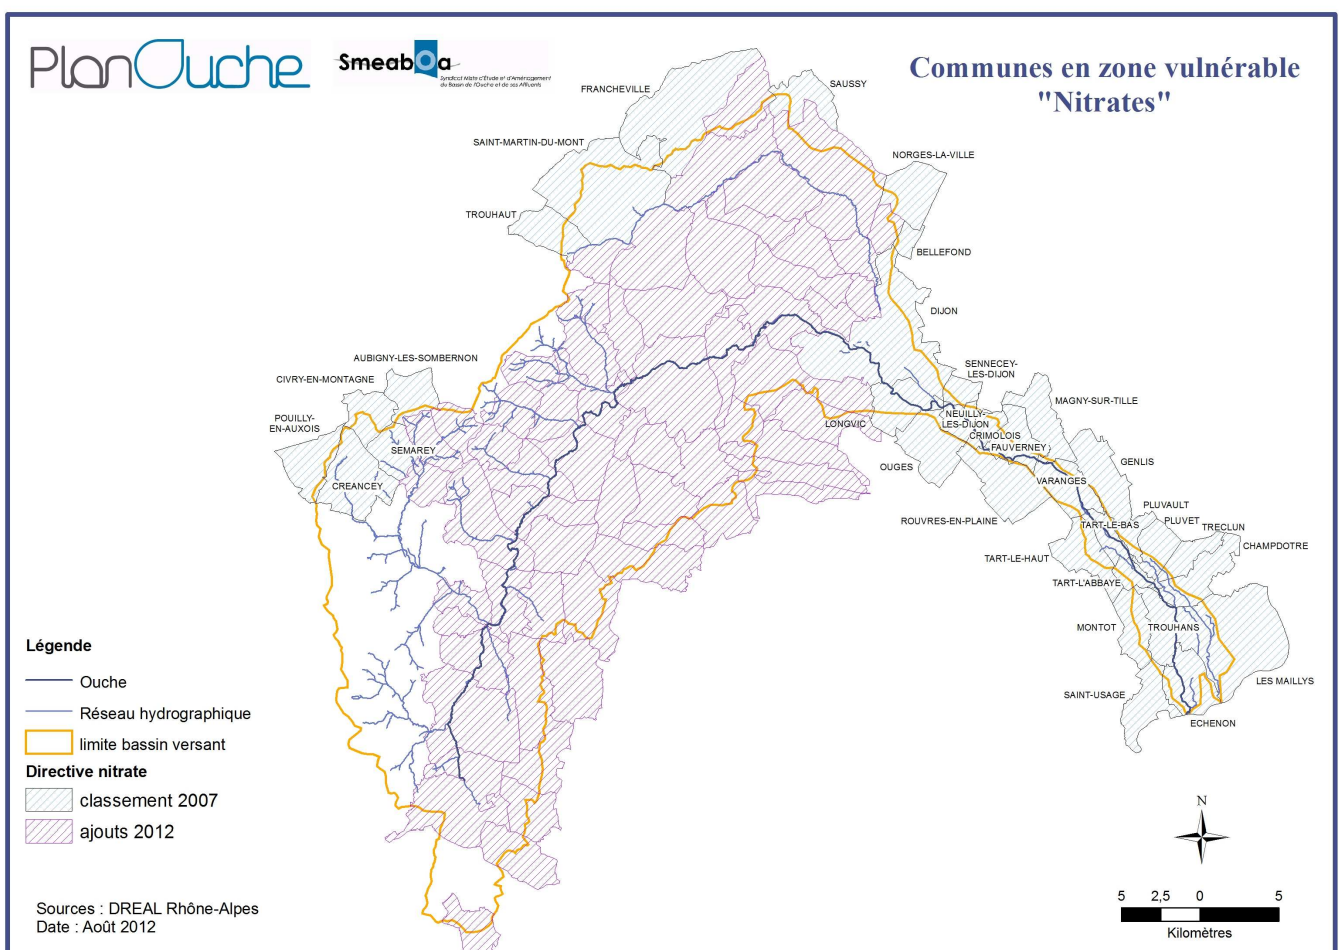 PlanOuche
Smeaboa
Syndicat Mixte d'Etude et d'Aménagement
du Bassin de l'Ouche et de ses Affluents
Communes en zone vulnérable
"Nitrates"
FRANCHEVILLE
SAUSSY
SAINT-MARTIN-DU-MONT
NORGES-LA-VILLE
TROUHAUT
BELLEFOND
DIJON
AUBIGNY-LES-SOMBERNON
CIVRY-EN-MONTAGNE
SENNECEY-
LES-DIJON
MAGNY-SUR-TILLE
POUILLY-
EN-AUXOIS
LONGVIC
NEUILLY-
LES-DIJON
CRIMOLOIS
FAUVERNEY
SEMAREY
OUGES
GENLIS
CREANCEY
VARANGES
ROUVRES-EN-PLAINE
PLUVAULT
PLUVET
TART-LE-BAS
TRECLUN
CHAMPDOTRE
TART-LE-HAUT
TART-L'ABBAYE
MONTOT
TROUHANS
LES MAILLYS
SAINT-USAGE
ECHENON
Légende
Ouche
Réseau hydrographique
limite bassin versant
Directive nitrate
classement 2007
ajouts 2012
Sources : DREAL Rhône-Alpes
Date : Août 2012
N
5 2,5 0 5
Kilomètres